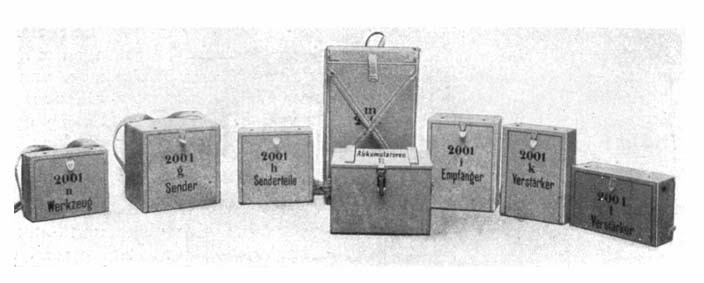 2001
n
Werkzeug
2001
g
Sender
2001
h
Senderteile
m
Akkumulatoren
2001
i
Empfänger
2001
k
Verstärker
2001
l
Verstärker